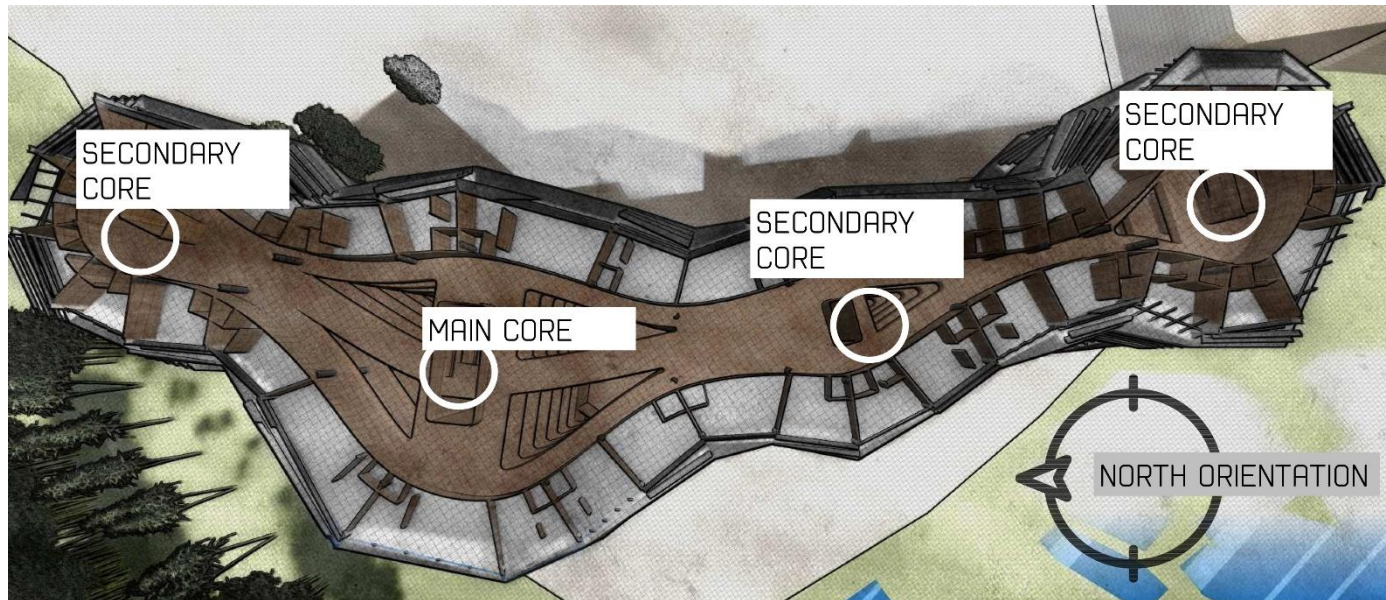 SECONDARY
CORE
SECONDARY
CORE
SECONDARY
CORE
MAIN CORE
NORTH ORIENTATION